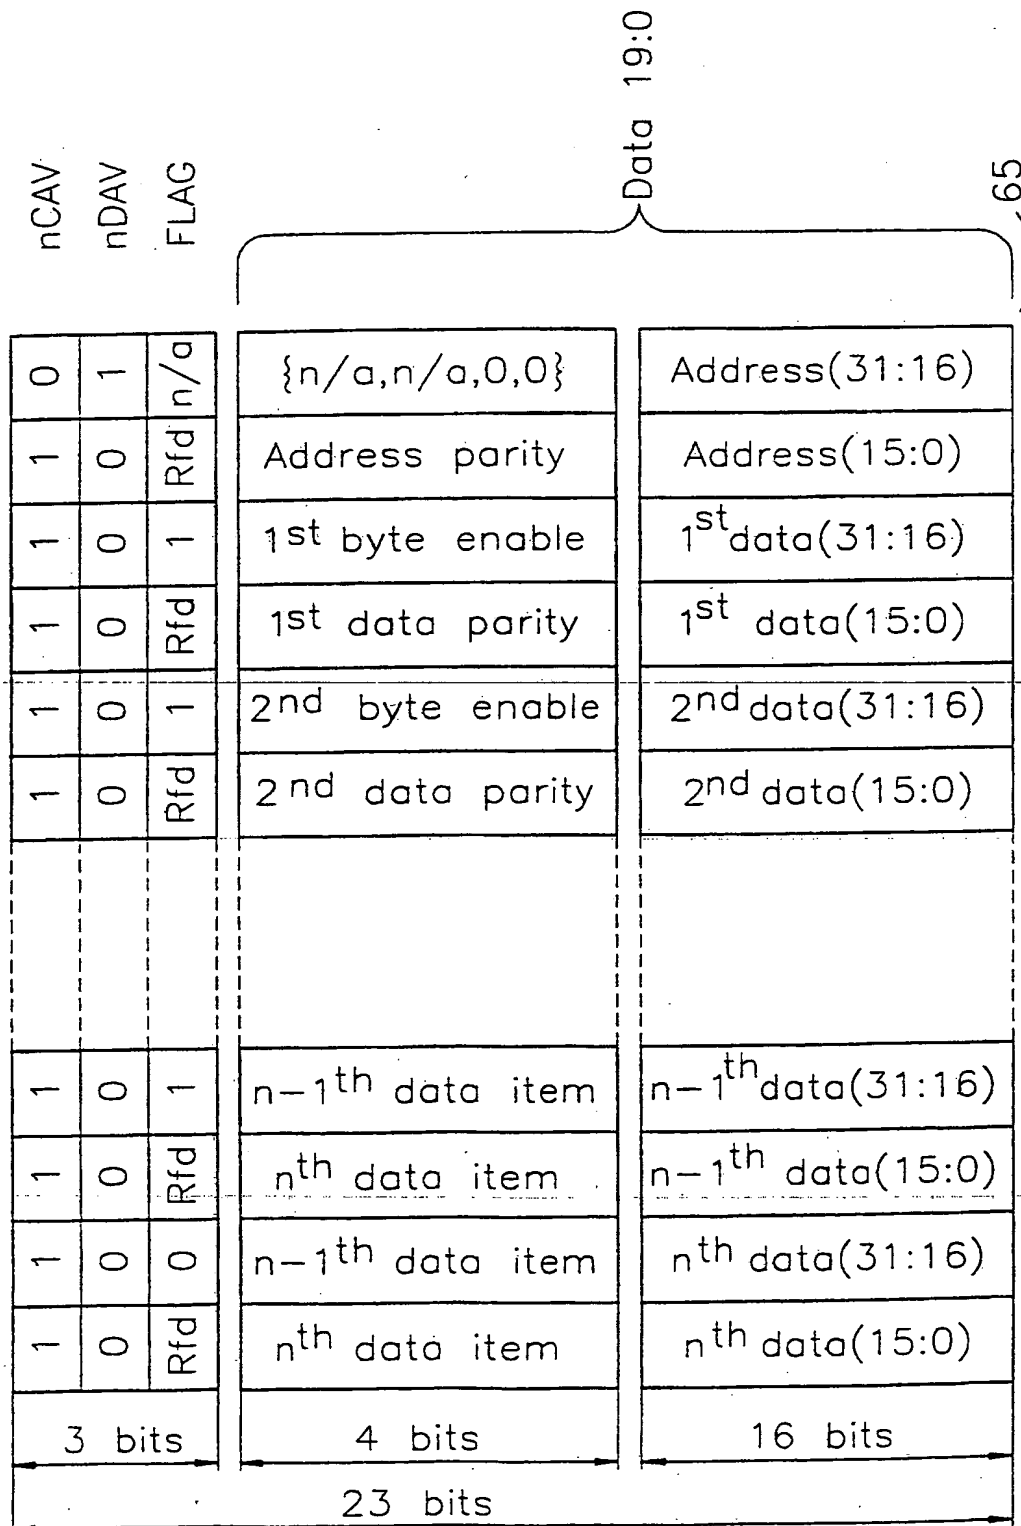 nCAV nDAV FLAG Data 19:0 65
0 1 n/a {n/a,n/a,0,0} Address(31:16)
1 0 Rfd Address parity Address(15:0)
1 0 1 1st byte enable 1st data(31:16)
1 0 Rfd 1st data parity 1st data(15:0)
1 0 1 2nd byte enable 2nd data(31:16)
1 0 Rfd 2nd data parity 2nd data(15:0)
1 0 1 n-1th data item n-1th data(31:16)
1 0 Rfd nth data item n-1th data(15:0)
1 0 0 n-1th data item nth data(31:16)
1 0 Rfd nth data item nth data(15:0)
3 bits 4 bits 16 bits
23 bits